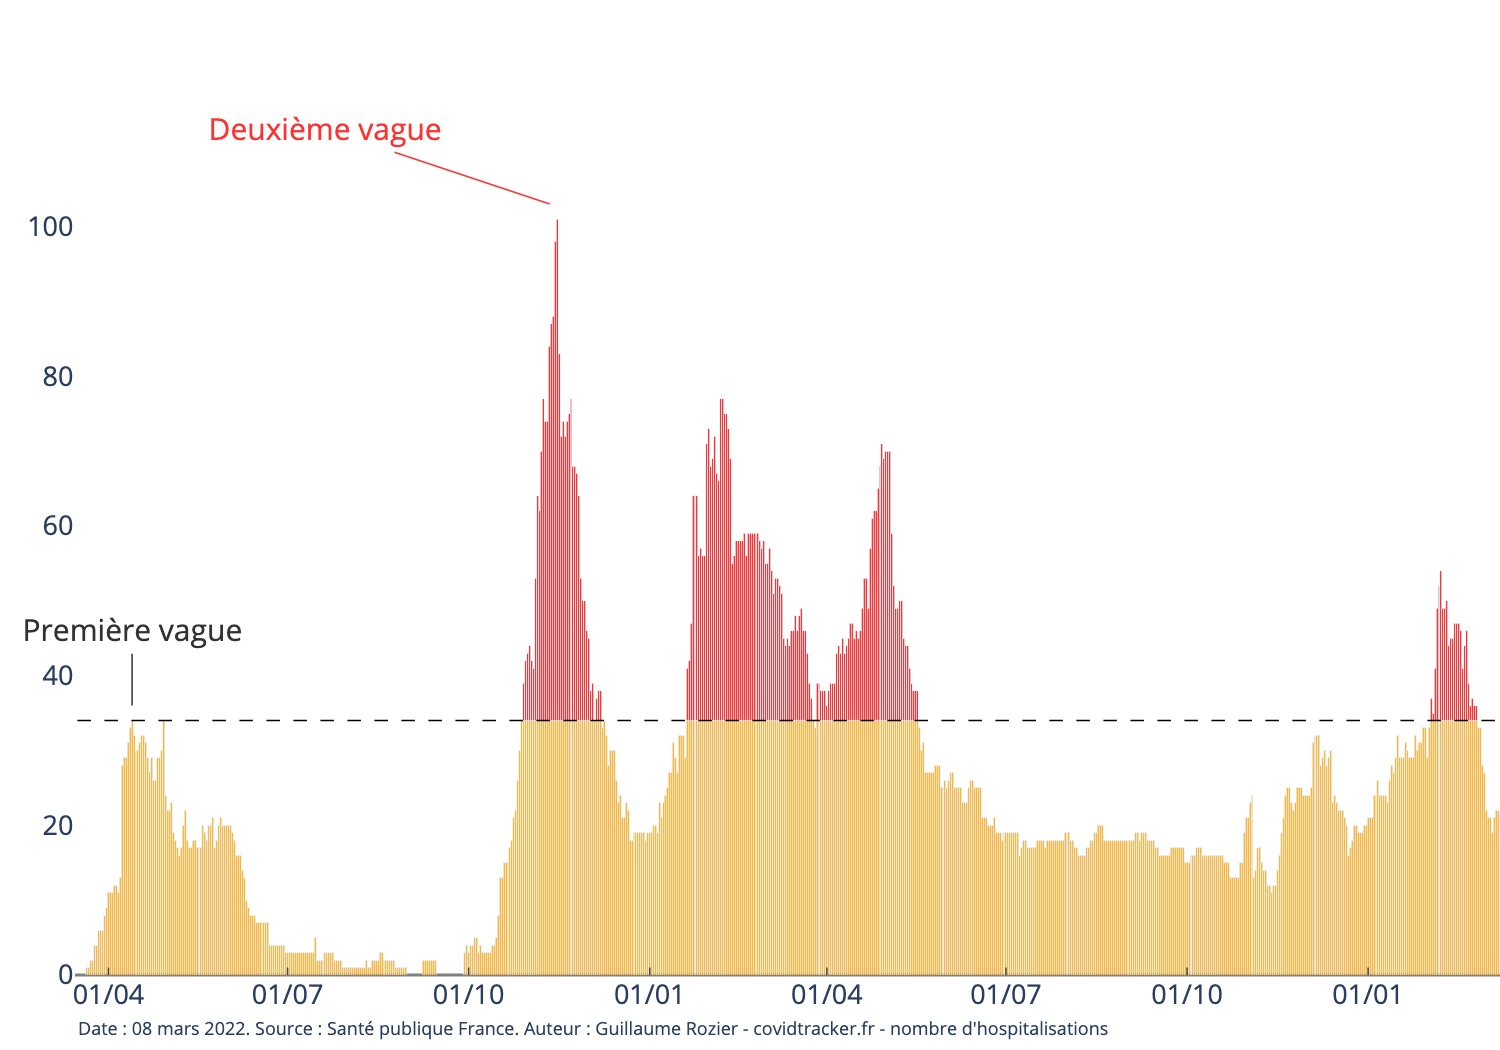 Deuxième vague
100
80
60
Première vague
40
20
0
01/04 01/07 01/10 01/01 01/04 01/07 01/10 01/01
Date : 08 mars 2022. Source : Santé publique France. Auteur : Guillaume Rozier - covidtracker.fr - nombre d'hospitalisations